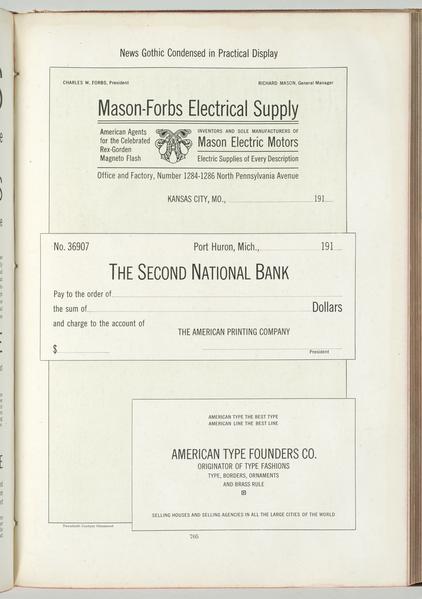 News Gothic Condensed in Practical Display
CHARLES W. FORBS, President
RICHARD MASON, General Manager
Mason-Forbs Electrical Supply
American Agents
for the Celebrated
Rex-Gorden
Magneto Flash
INVENTORS AND SOLE MANUFACTURERS OF
Mason Electric Motors
Electric Supplies of Every Description
Office and Factory, Number 1284-1286 North Pennsylvania Avenue
KANSAS CITY, MO., 191
No. 36907 Port Huron, Mich., 191
THE SECOND NATIONAL BANK
Pay to the order of
the sum of Dollars
and charge to the account of
THE AMERICAN PRINTING COMPANY
$
President
AMERICAN TYPE THE BEST TYPE
AMERICAN LINE THE BEST LINE
AMERICAN TYPE FOUNDERS CO.
ORIGINATOR OF TYPE FASHIONS
TYPE, BORDERS, ORNAMENTS
AND BRASS RULE
SELLING HOUSES AND SELLING AGENCIES IN ALL THE LARGE CITIES OF THE WORLD
Twentieth Century Ornament
765